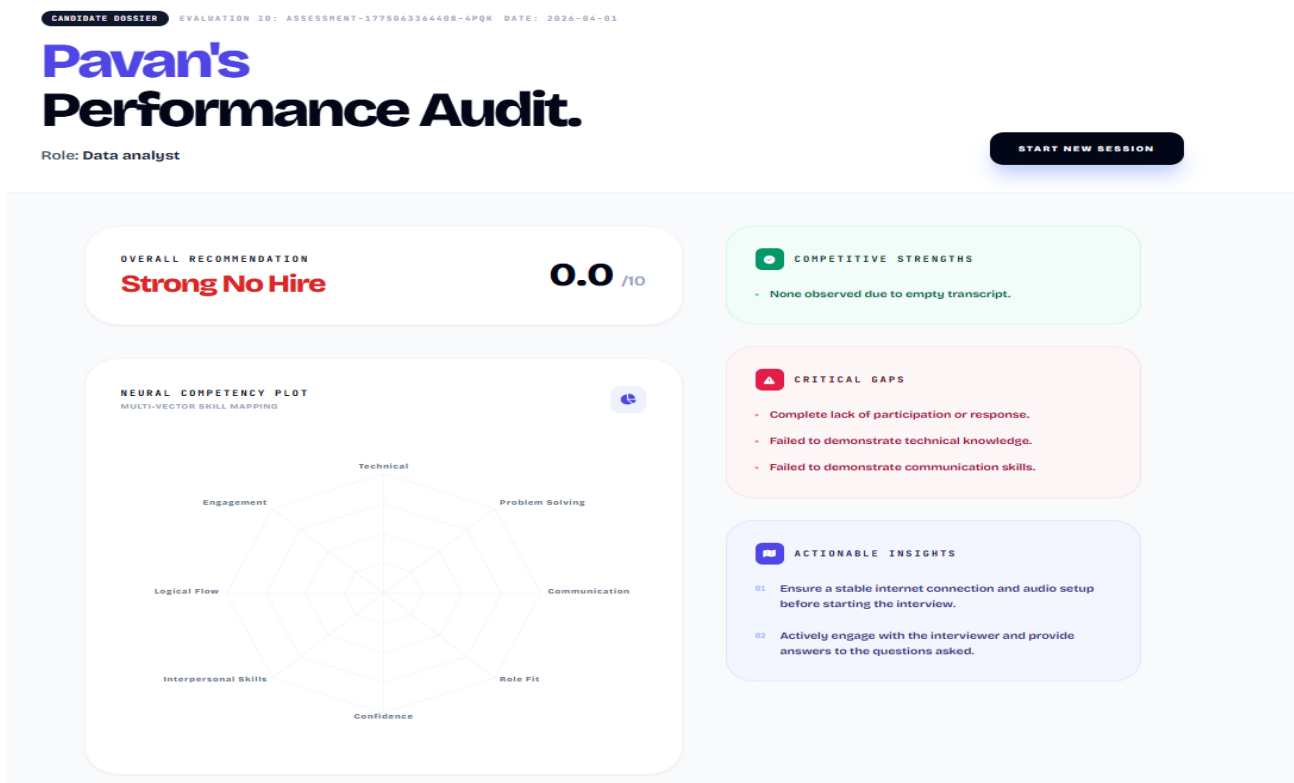 CANDIDATE DOSSIER EVALUATION ID: ASSESSMENT-1775063364408-4PQK DATE: 2026-04-01
Pavan's
Performance Audit.
Role: Data analyst
START NEW SESSION
OVERALL RECOMMENDATION
Strong No Hire
0.0 /10
NEURAL COMPETENCY PLOT
MULTI-VECTOR SKILL MAPPING
Technical
Engagement
Problem Solving
Logical Flow
Communication
Interpersonal Skills
Role Fit
Confidence
COMPETITIVE STRENGTHS
- None observed due to empty transcript.
CRITICAL GAPS
- Complete lack of participation or response.
- Failed to demonstrate technical knowledge.
- Failed to demonstrate communication skills.
ACTIONABLE INSIGHTS
01 Ensure a stable internet connection and audio setup
before starting the interview.
02 Actively engage with the interviewer and provide
answers to the questions asked.